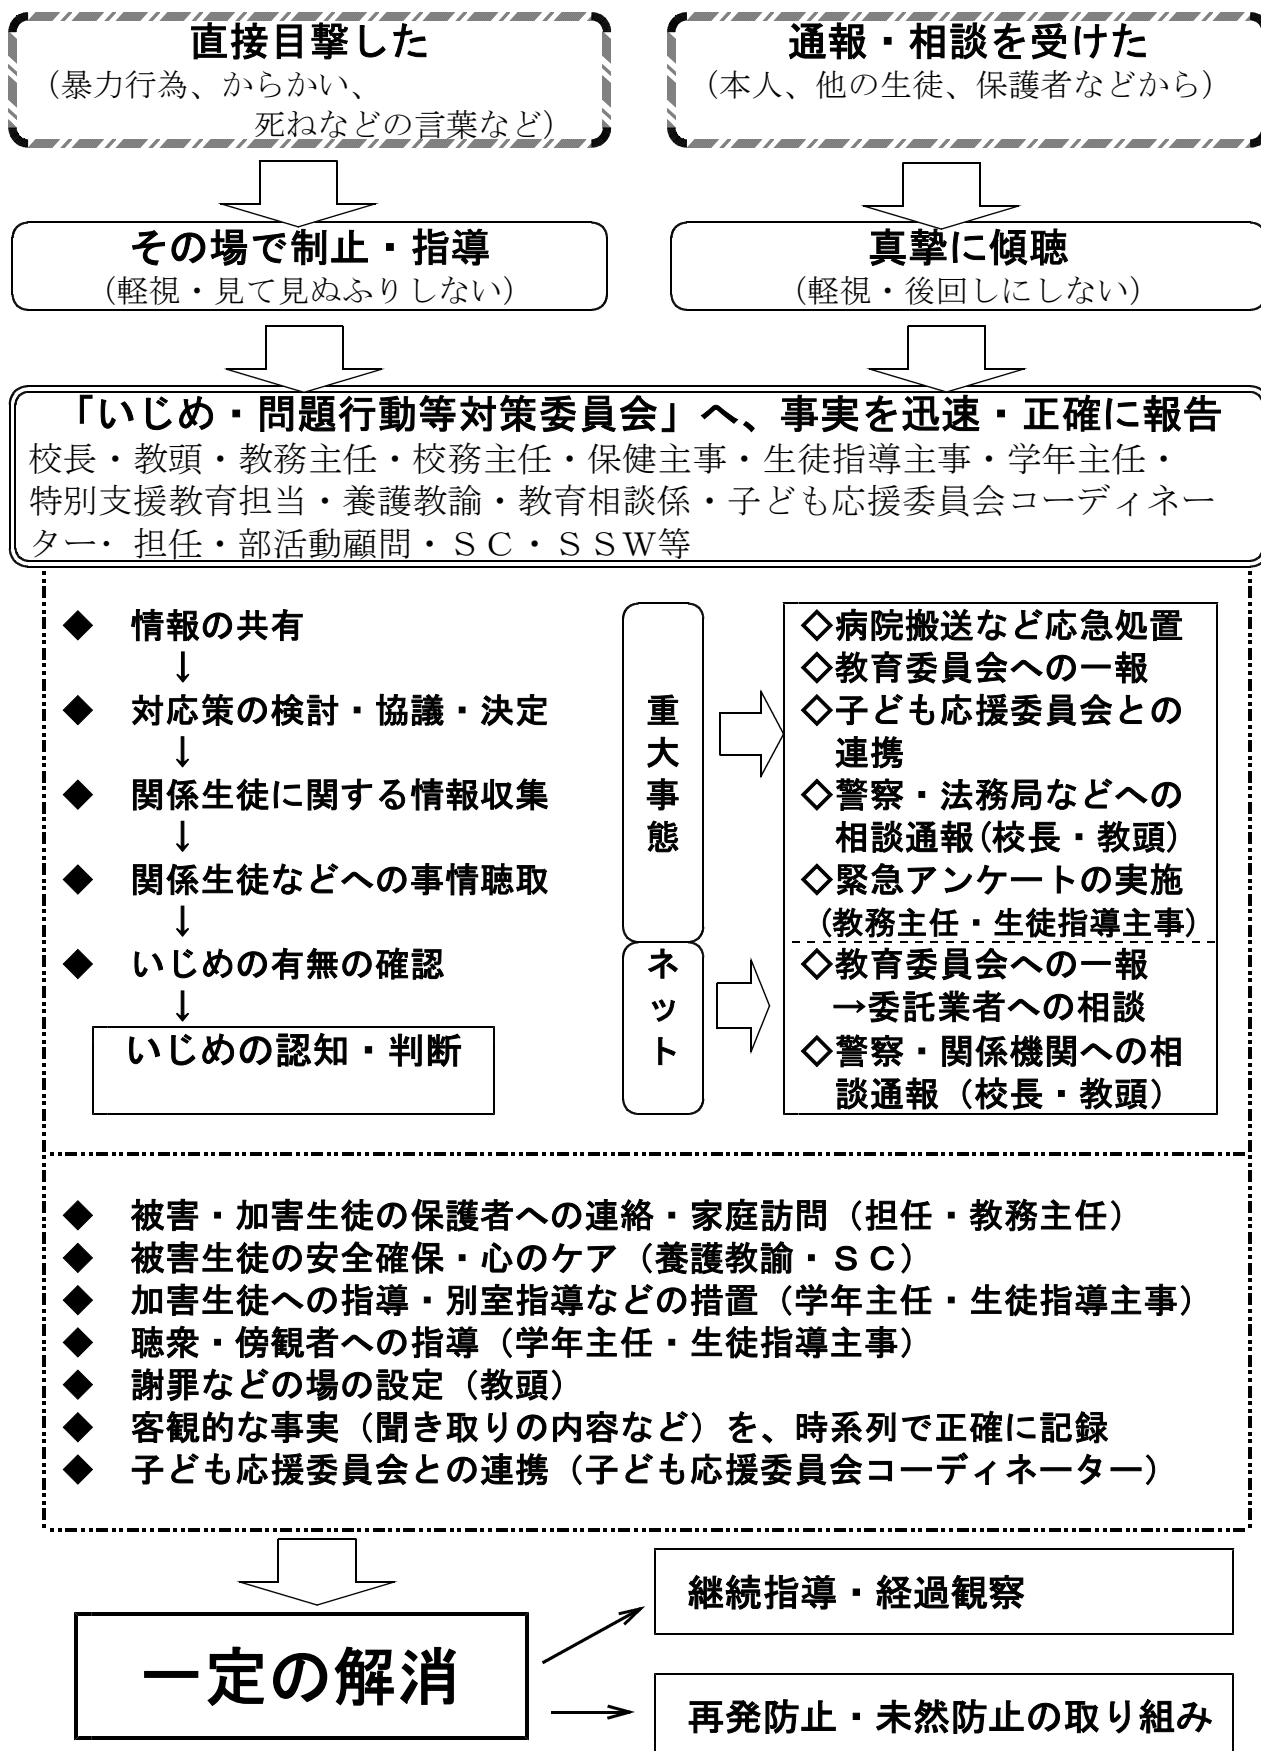 直接目撃した
（暴力行為、からかい、
死ねなどの言葉など）
通報・相談を受けた
（本人、他の生徒、保護者などから）
その場で制止・指導
（軽視・見て見ぬふりしない）
真摯に傾聴
（軽視・後回しにしない）
「いじめ・問題行動等対策委員会」へ、事実を迅速・正確に報告
校長・教頭・教務主任・校務主任・保健主事・生徒指導主事・学年主任・
特別支援教育担当・養護教諭・教育相談係・子ども応援委員会コーディネー
ター・担任・部活動顧問・ＳＣ・ＳＳＷ等
◆　情報の共有
↓
◆　対応策の検討・協議・決定
↓
◆　関係生徒に関する情報収集
↓
◆　関係生徒などへの事情聴取
↓
◆　いじめの有無の確認
↓
いじめの認知・判断
重大事態
◇病院搬送など応急処置
◇教育委員会への一報
◇子ども応援委員会との
連携
◇警察・法務局などへの
相談通報（校長・教頭）
◇緊急アンケートの実施
（教務主任・生徒指導主事）
ネット
◇教育委員会への一報
→委託業者への相談
◇警察・関係機関への相
談通報（校長・教頭）
◆　被害・加害生徒の保護者への連絡・家庭訪問（担任・教務主任）
◆　被害生徒の安全確保・心のケア（養護教諭・ＳＣ）
◆　加害生徒への指導・別室指導などの措置（学年主任・生徒指導主事）
◆　聴衆・傍観者への指導（学年主任・生徒指導主事）
◆　謝罪などの場の設定（教頭）
◆　客観的な事実（聞き取りの内容など）を、時系列で正確に記録
◆　子ども応援委員会との連携（子ども応援委員会コーディネーター）
一定の解消
継続指導・経過観察
再発防止・未然防止の取り組み